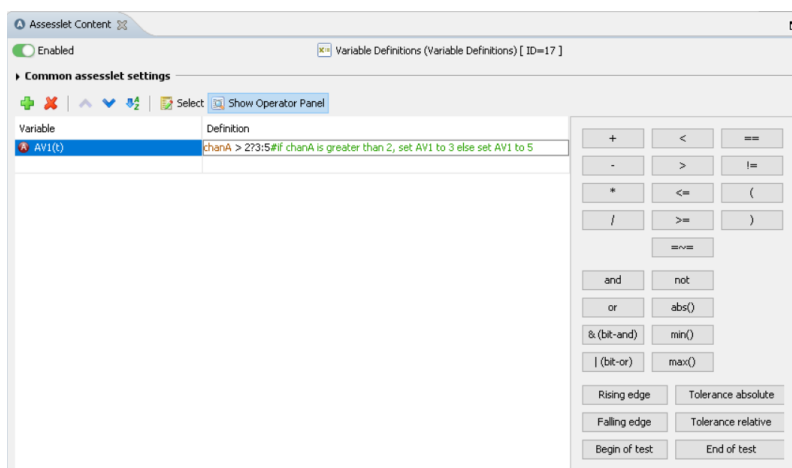 Assesslet Content
Enabled
Variable Definitions (Variable Definitions) [ ID=17 ]
Common assesslet settings
Select Show Operator Panel
Variable Definition
AV1(t) chanA > 2?3:5#if chanA is greater than 2, set AV1 to 3 else set AV1 to 5
+ < ==
- > !=
* <= (
/ >= )
=~=
and not
or abs()
& (bit-and) min()
| (bit-or) max()
Rising edge Tolerance absolute
Falling edge Tolerance relative
Begin of test End of test